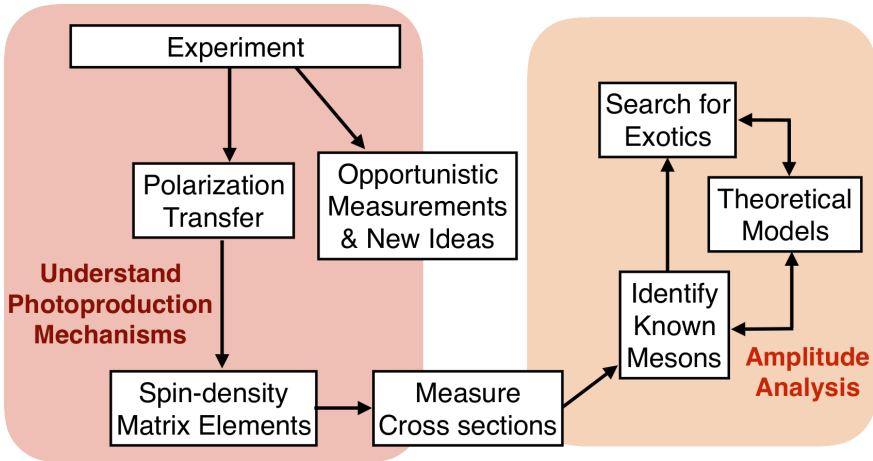 Experiment
Polarization
Transfer
Opportunistic
Measurements
& New Ideas
Understand
Photoproduction
Mechanisms
Spin-density
Matrix Elements
Measure
Cross sections
Search for
Exotics
Theoretical
Models
Identify
Known
Mesons
Amplitude
Analysis